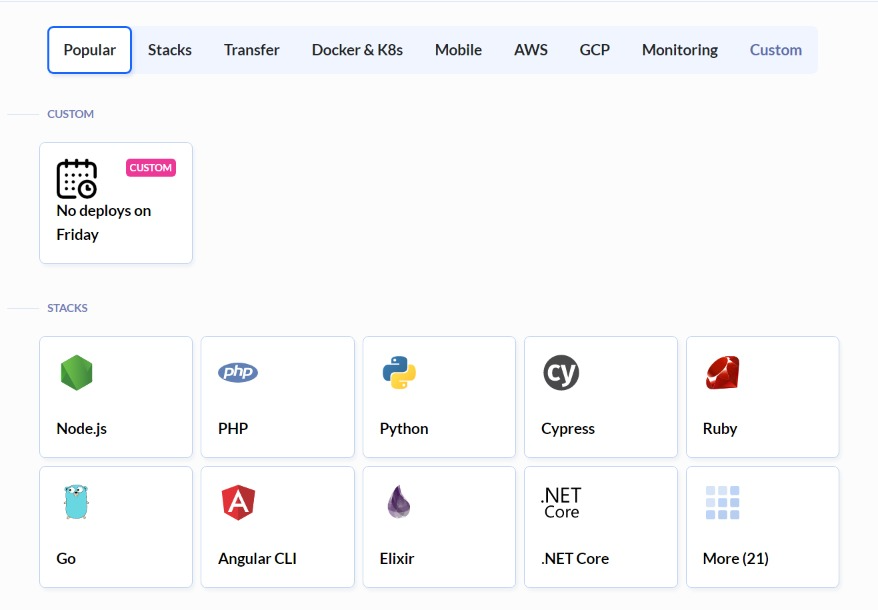 Popular Stacks Transfer Docker & K8s Mobile AWS GCP Monitoring Custom
CUSTOM
CUSTOM
No deploys on
Friday
STACKS
php
cy
Node.js PHP Python Cypress Ruby
A
.NET
Core
Go Angular CLI Elixir .NET Core More (21)